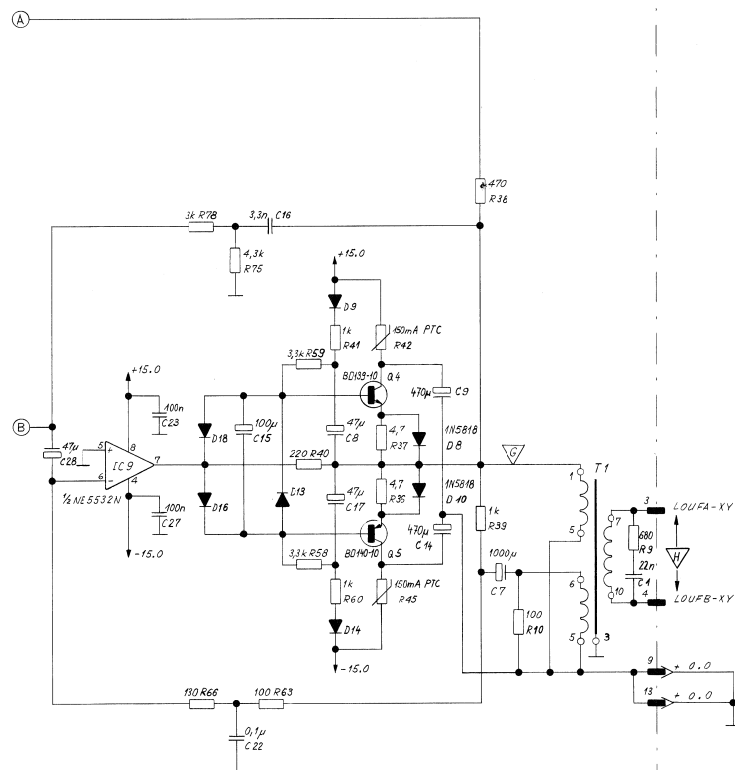 A
470
R38
3k R78
3,3n C16
4,3k
R75
+15.0
D9
1k
R41
150mA PTC
R42
3,3k R59
BD139-10 Q4
470µ C9
+15.0
100n
C23
B
47µ
C28
5 + 8
IC 9 7
6 - 4
½ NE5532N
100n
C27
-15.0
D18
100µ
C15
47µ
C8
4,7
R37
1N5818
D8
220 R40
G
D16
D13
47µ
C17
4,7
R35
1N5818
D10
470µ
C14
3,3k R58
BD140-10 Q5
1k
R60
150mA PTC
R45
D14
-15.0
1k
R39
1000µ
C7
100
R10
T1
1
5
6
5
3
7
10
3
LOUFA-XY
680
R9
22n
C1
H
4
LOUFB-XY
9 + 0.0
13 + 0.0
130 R66
100 R63
0,1µ
C22